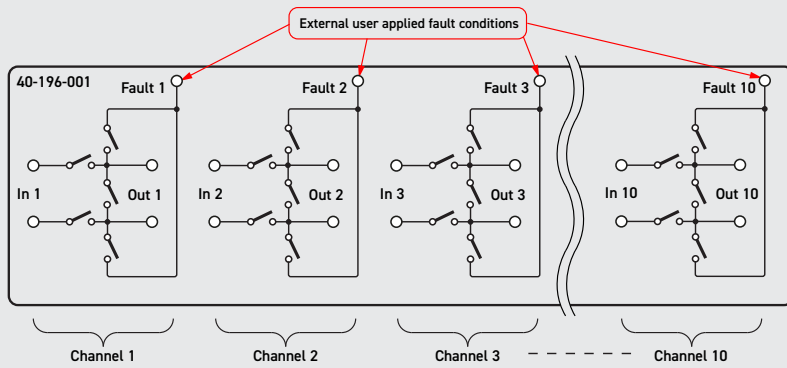 External user applied fault conditions
40-196-001
Fault 1
Fault 2
Fault 3
Fault 10
In 1
Out 1
In 2
Out 2
In 3
Out 3
In 10
Out 10
Channel 1
Channel 2
Channel 3
Channel 10